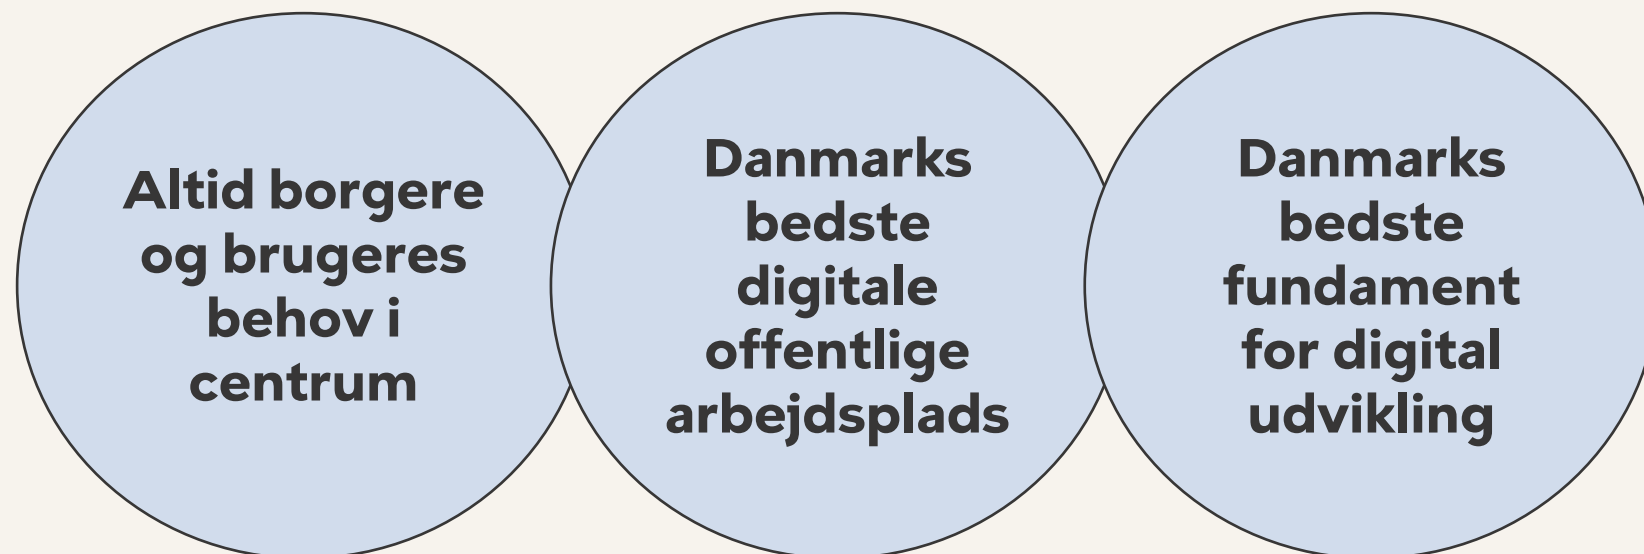 Altid borgere
og brugeres
behov i
centrum
Danmarks
bedste
digitale
offentlige
arbejdsplads
Danmarks
bedste
fundament
for digital
udvikling